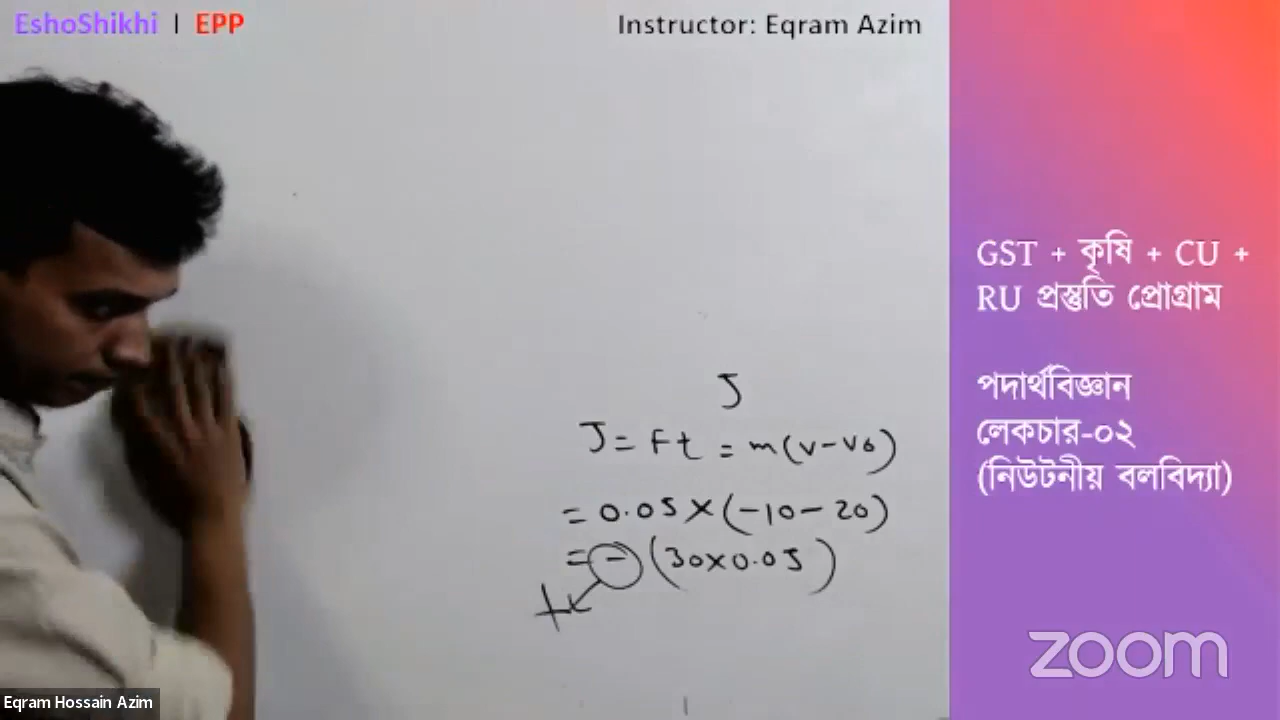 EshoShikhi | EPP
Instructor: Eqram Azim
GST + কৃষি + CU +
RU প্রস্তুতি প্রোগ্রাম
পদার্থবিজ্ঞান
লেকচার-০২
(নিউটনীয় বলবিদ্যা)
J
J = Ft = m(v-v₀)
= 0.05 × (-10-20)
= - (30×0.05)
+
zoom
Eqram Hossain Azim